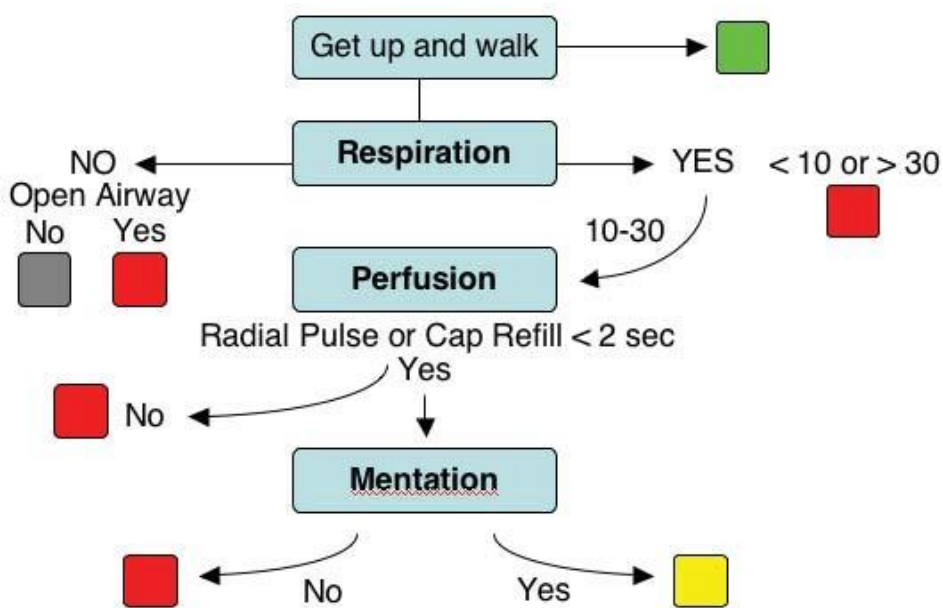 Get up and walk
Respiration
NO
YES
< 10 or > 30
Open Airway
No
Yes
10-30
Perfusion
Radial Pulse or Cap Refill < 2 sec
Yes
No
Mentation
No
Yes